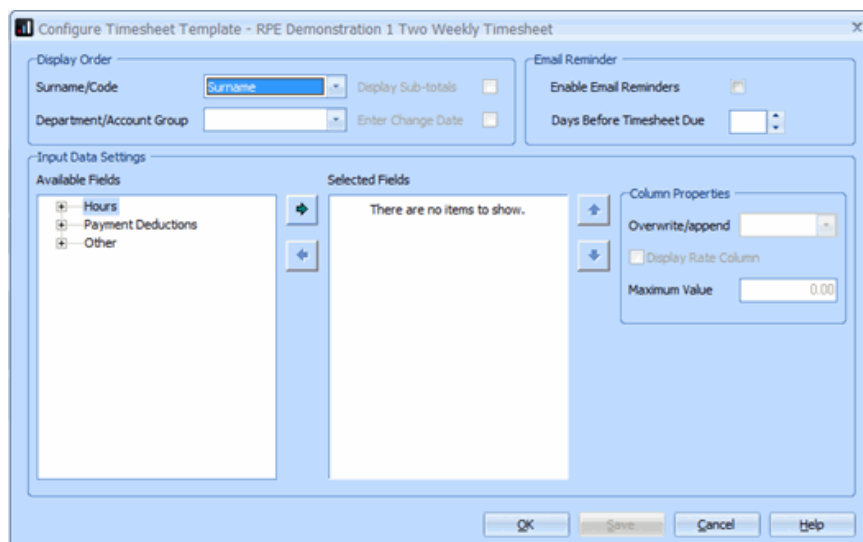 Configure Timesheet Template - RPE Demonstration 1 Two Weekly Timesheet
Display Order
Surname/Code Surname Display Sub-totals
Department/Account Group Enter Change Date
Email Reminder
Enable Email Reminders
Days Before Timesheet Due
Input Data Settings
Available Fields
Hours
Payment Deductions
Other
Selected Fields
There are no items to show.
Column Properties
Overwrite/append
Display Rate Column
Maximum Value 0.00
OK Save Cancel Help